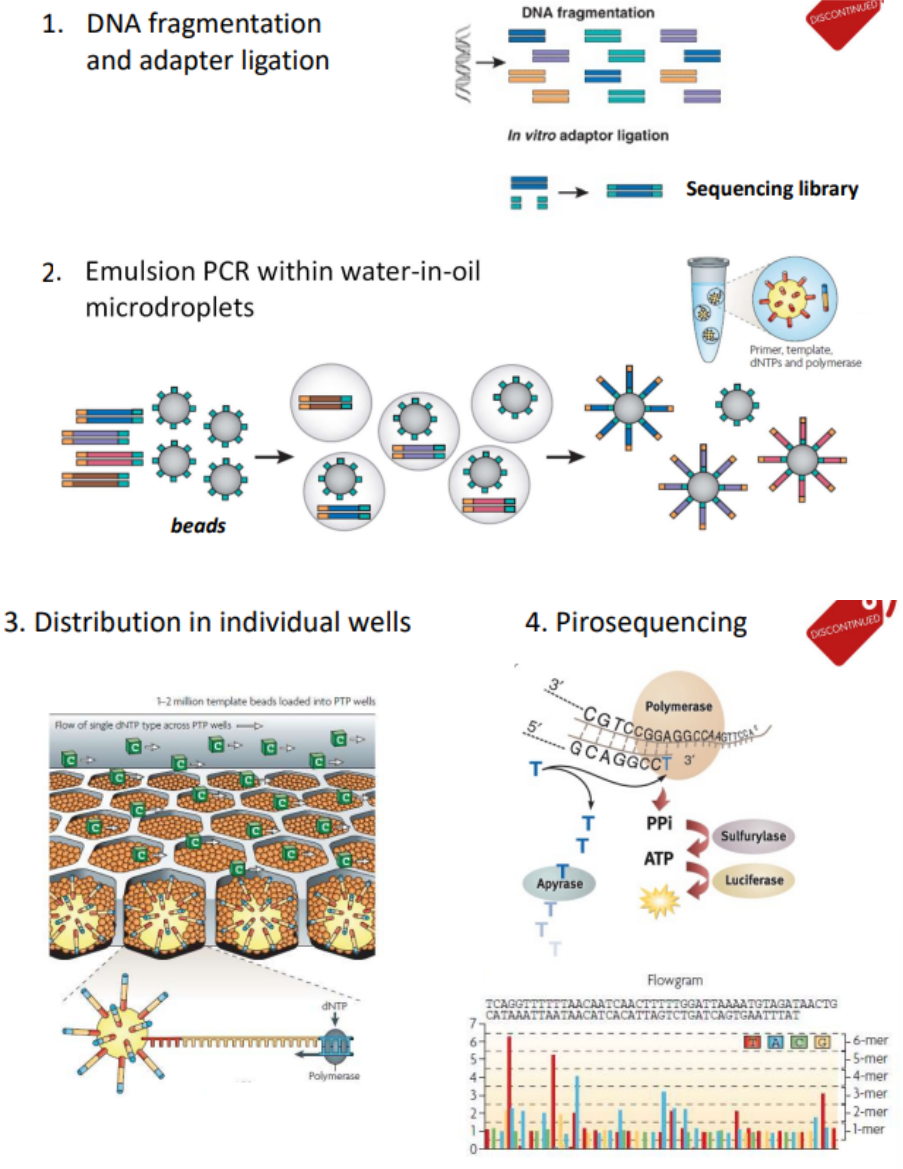 1. DNA fragmentation
and adapter ligation
DNA fragmentation
DISCONTINUED
In vitro adaptor ligation
Sequencing library
2. Emulsion PCR within water-in-oil
microdroplets
Primer, template,
dNTPs and polymerase
beads
3. Distribution in individual wells
4. Pirosequencing
DISCONTINUED
1–2 million template beads loaded into PTP wells
Flow of single dNTP type across PTP wells
C C C C C
C C
C C C C
C C
C C C
C C C
C C
dNTP
Polymerase
3′
Polymerase
CGTCCGGAGGCCAAGTTCCA
5′
GCAGGCCT 3′
T
T
T
PPi
Sulfurylase
ATP
T
Apyrase
Luciferase
T
T
T
Flowgram
TCAGGTTTTTTAACAATCAACTTTTTGGATTAAAATGTAGATAACTG
CATAAATTAATAACATCACATTAGTCTGATCAGTGAATTTAT
7
6
5
4
3
2
1
0
T A C G
6-mer
5-mer
4-mer
3-mer
2-mer
1-mer